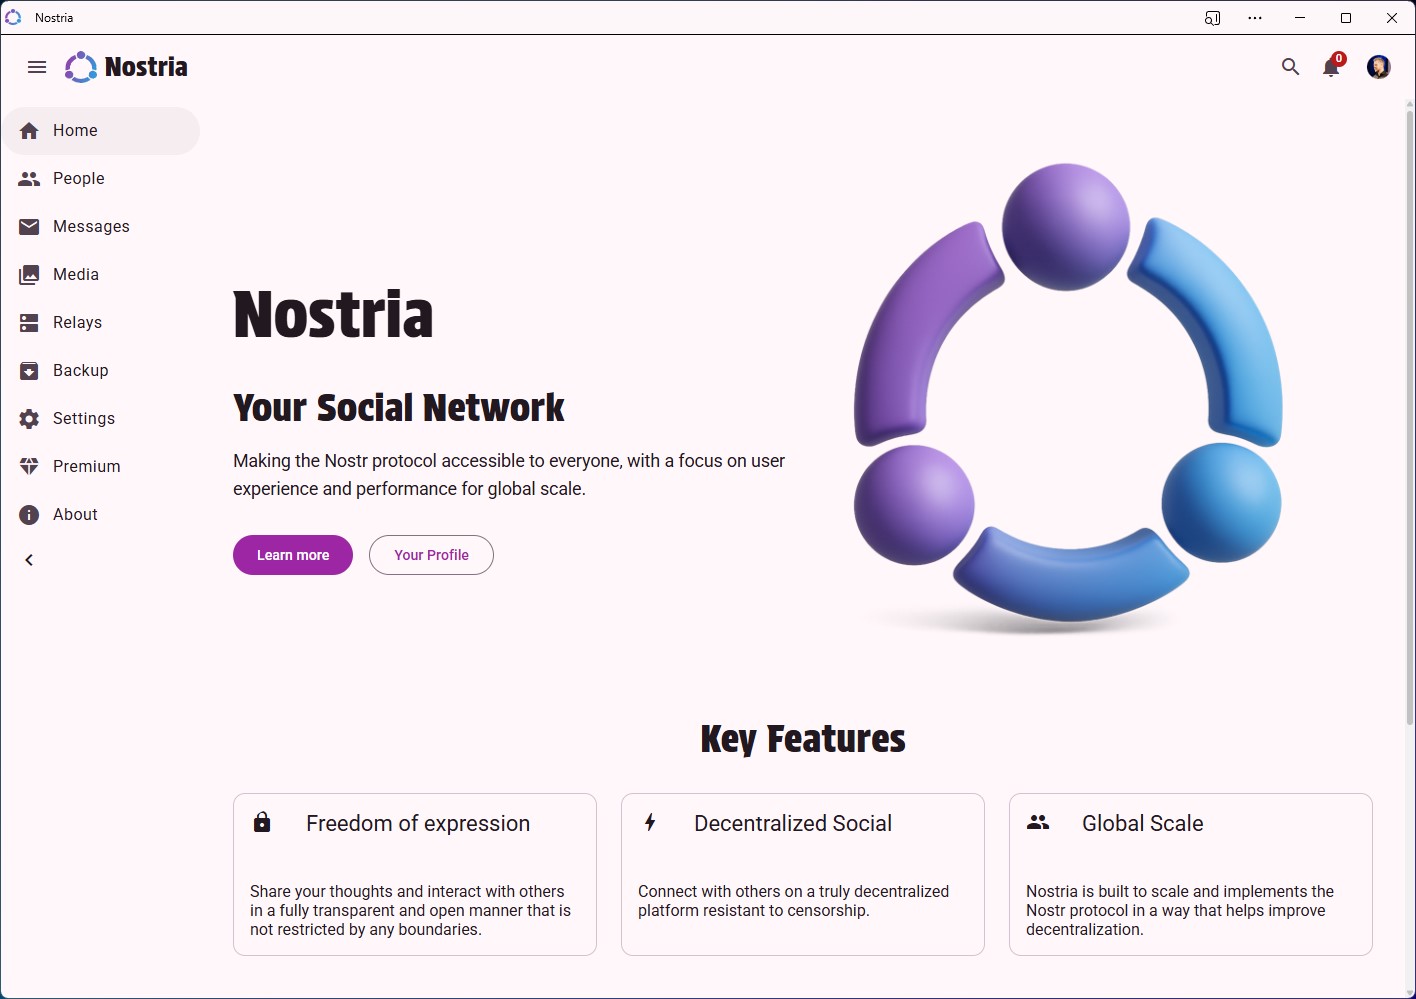 Nostria
Nostria
0
Home
People
Messages
Media
Relays
Backup
Settings
Premium
About
Nostria
Your Social Network
Making the Nostr protocol accessible to everyone, with a focus on user
experience and performance for global scale.
Learn more
Your Profile
Key Features
Freedom of expression
Share your thoughts and interact with others
in a fully transparent and open manner that is
not restricted by any boundaries.
Decentralized Social
Connect with others on a truly decentralized
platform resistant to censorship.
Global Scale
Nostria is built to scale and implements the
Nostr protocol in a way that helps improve
decentralization.